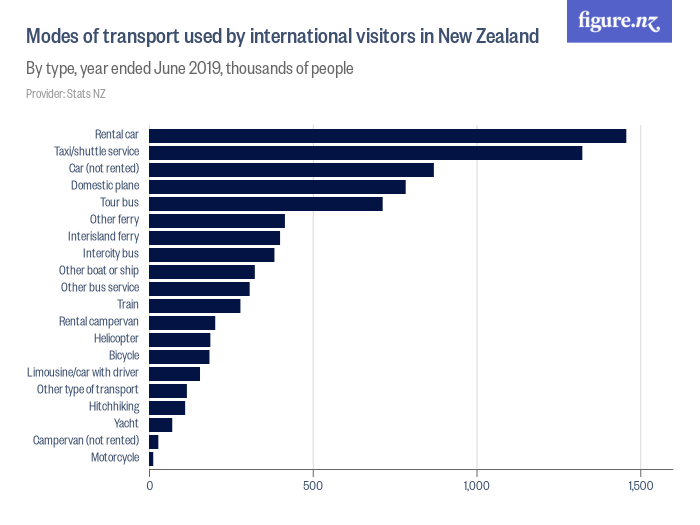 figure.nz
Modes of transport used by international visitors in New Zealand
By type, year ended June 2019, thousands of people
Provider: Stats NZ
Rental car
Taxi/shuttle service
Car (not rented)
Domestic plane
Tour bus
Other ferry
Interisland ferry
Intercity bus
Other boat or ship
Other bus service
Train
Rental campervan
Helicopter
Bicycle
Limousine/car with driver
Other type of transport
Hitchhiking
Yacht
Campervan (not rented)
Motorcycle
0 500 1,000 1,500